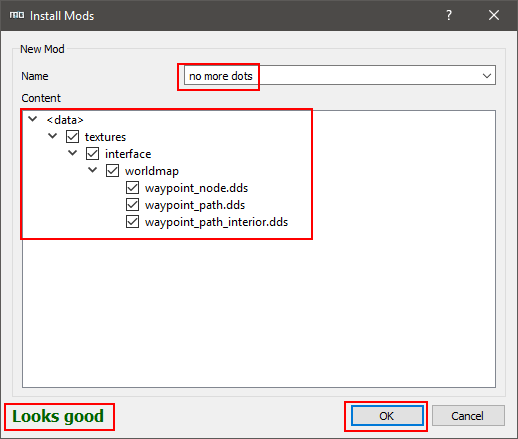 Install Mods
New Mod
Name
no more dots
Content
<data>
textures
interface
worldmap
waypoint_node.dds
waypoint_path.dds
waypoint_path_interior.dds
Looks good
OK
Cancel